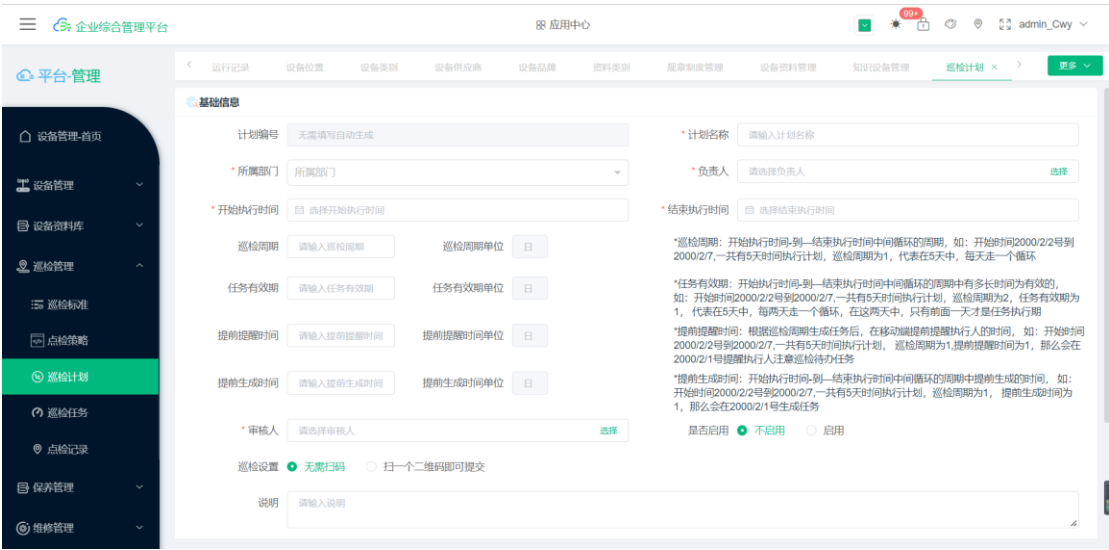 企业综合管理平台
应用中心
99+
admin_Cwy
平台-管理
运行记录 设备位置 设备类别 设备供应商 设备品牌 资料类别 规章制度管理 设备资料管理 知识设备管理 巡检计划 × 更多
设备管理-首页
设备管理
设备资料库
巡检管理
巡检标准
点检策略
巡检计划
巡检任务
点检记录
保养管理
维修管理
基础信息
计划编号 无需填写自动生成 *计划名称 请输入计划名称
*所属部门 所属部门 *负责人 请选择负责人 选择
*开始执行时间 选择开始执行时间 *结束执行时间 选择结束执行时间
巡检周期 请输入巡检周期 巡检周期单位 日
*巡检周期：开始执行时间-到—结束执行时间中间循环的周期，如：开始时间2000/2/2号到
2000/2/7,一共有5天时间执行计划，巡检周期为1，代表在5天中，每天走一个循环
任务有效期 请输入任务有效期 任务有效期单位 日
*任务有效期：开始执行时间-到—结束执行时间中间循环的周期中有多长时间为有效的，
如：开始时间2000/2/2号到2000/2/7,一共有5天时间执行计划，巡检周期为2，任务有效期为
1，代表在5天中，每两天走一个循环，在这两天中，只有前面一天才是任务执行期
提前提醒时间 请输入提前提醒时间 提前提醒时间单位 日
*提前提醒时间：根据巡检周期生成任务后，在移动端提前提醒执行人的时间，如：开始时间
2000/2/2号到2000/2/7,一共有5天时间执行计划，巡检周期为1,提前提醒时间为1，那么会在
2000/2/1号提醒执行人注意巡检待办任务
提前生成时间 请输入提前生成时间 提前生成时间单位 日
*提前生成时间：开始执行时间-到—结束执行时间中间循环的周期中提前生成的时间，如：
开始时间2000/2/2号到2000/2/7,一共有5天时间执行计划，巡检周期为1，提前生成时间为
1，那么会在2000/2/1号生成任务
*审核人 请选择审核人 选择 是否启用 不启用 启用
巡检设置 无需扫码 扫一个二维码即可提交
说明 请输入说明